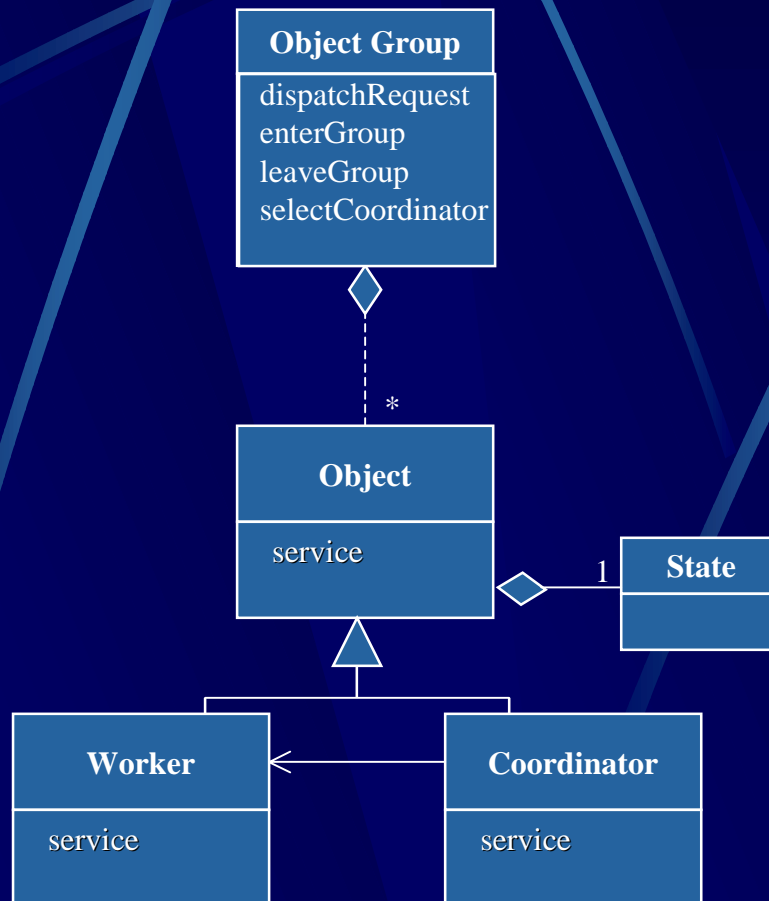 Object Group
dispatchRequest
enterGroup
leaveGroup
selectCoordinator
*
Object
service
1
State
Worker
service
Coordinator
service